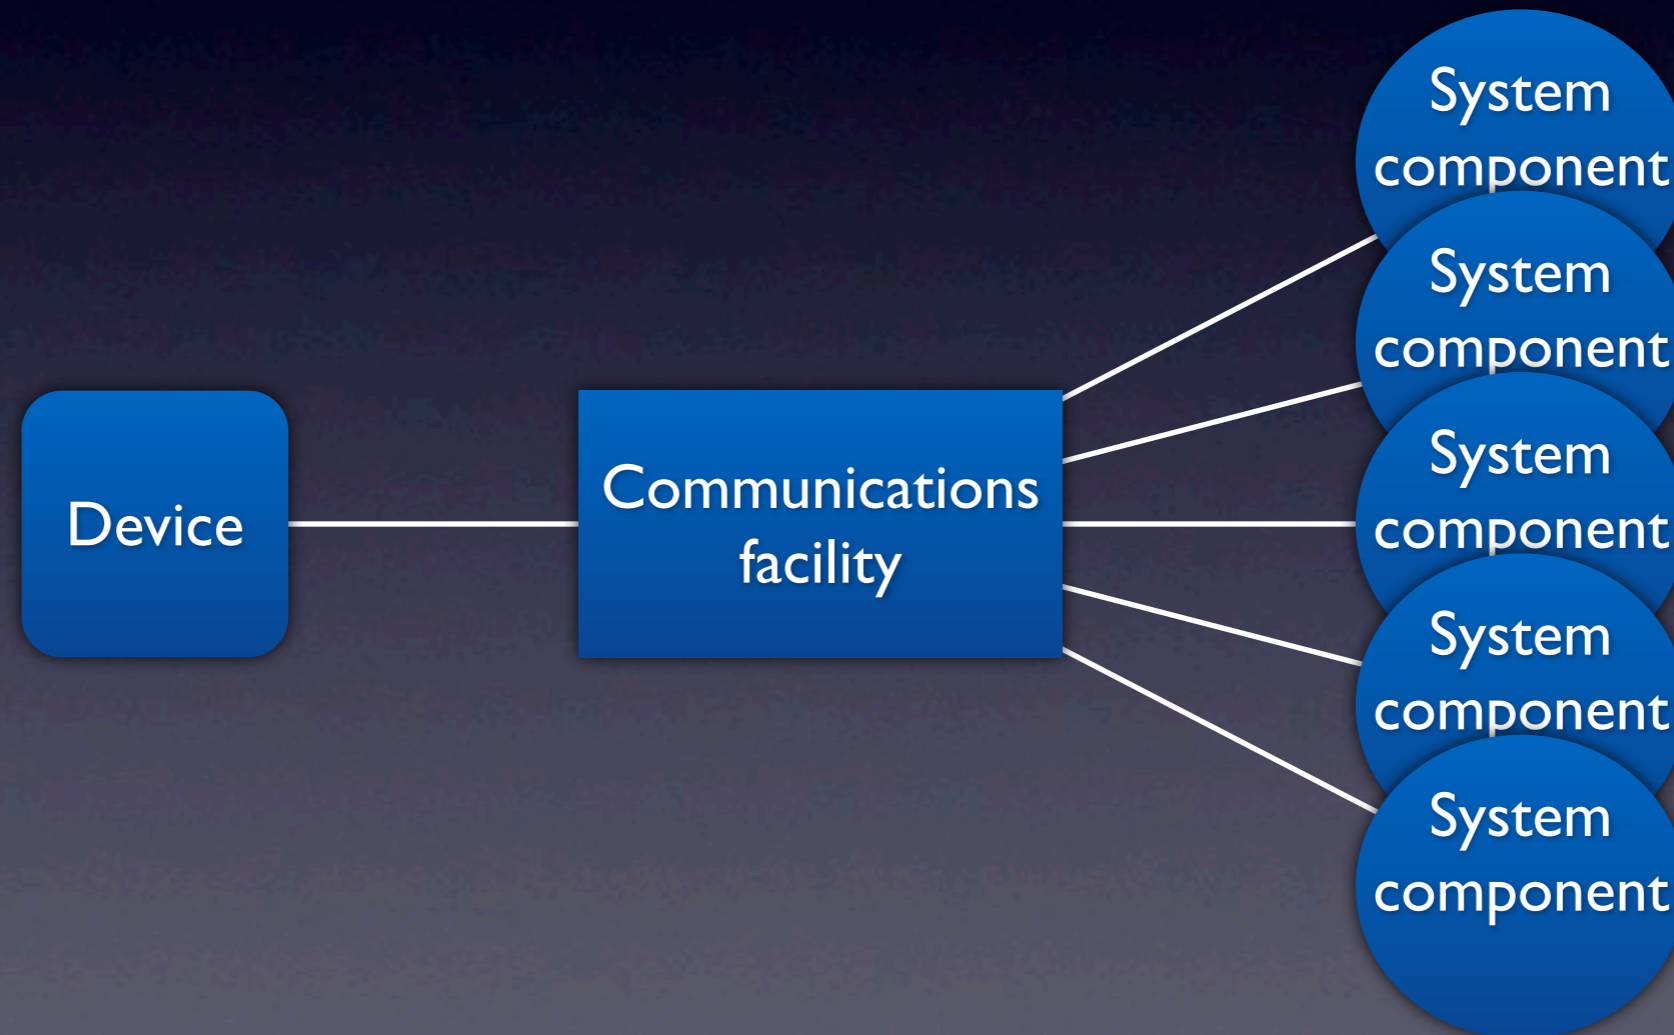 Device
Communications
facility
System
component
System
component
System
component
System
component
System
component